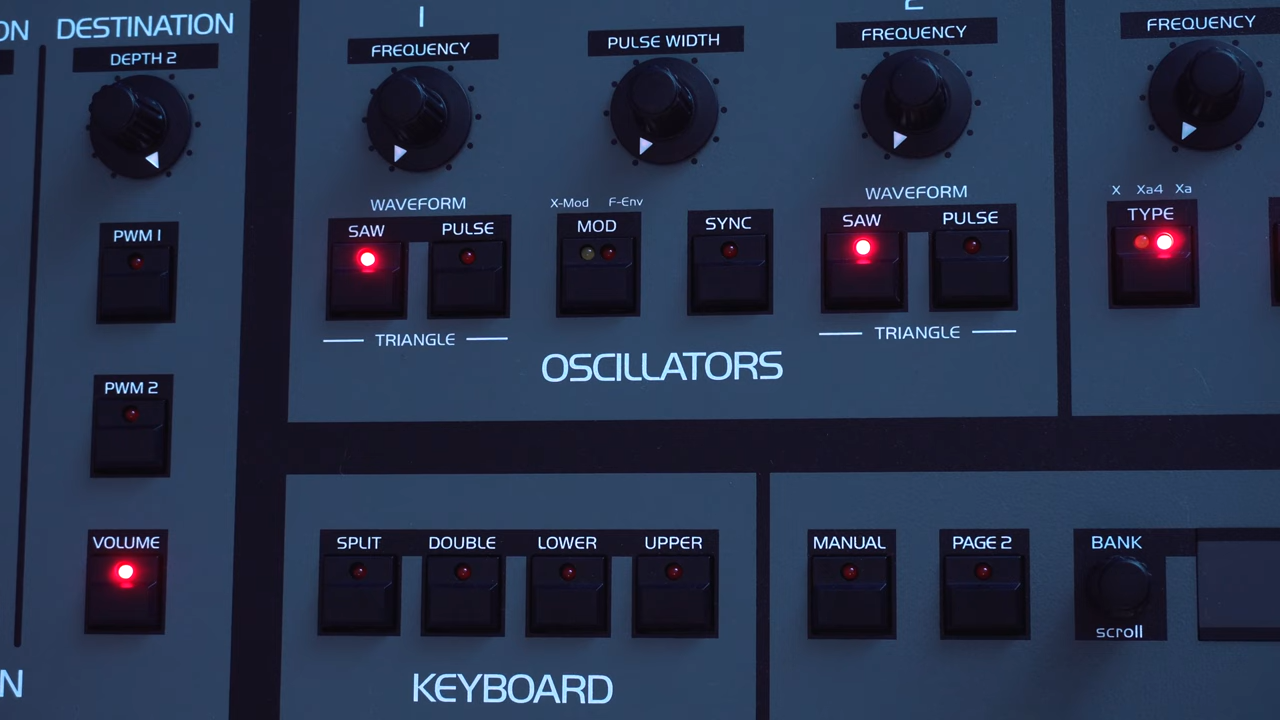 ON
DESTINATION
DEPTH 2
PWM 1
PWM 2
VOLUME
N
1
FREQUENCY
PULSE WIDTH
2
FREQUENCY
WAVEFORM
SAW
PULSE
TRIANGLE
X-Mod F-Env
MOD
SYNC
WAVEFORM
SAW
PULSE
TRIANGLE
OSCILLATORS
FREQUENCY
X Xa4 Xa
TYPE
SPLIT
DOUBLE
LOWER
UPPER
KEYBOARD
MANUAL
PAGE 2
BANK
scroll